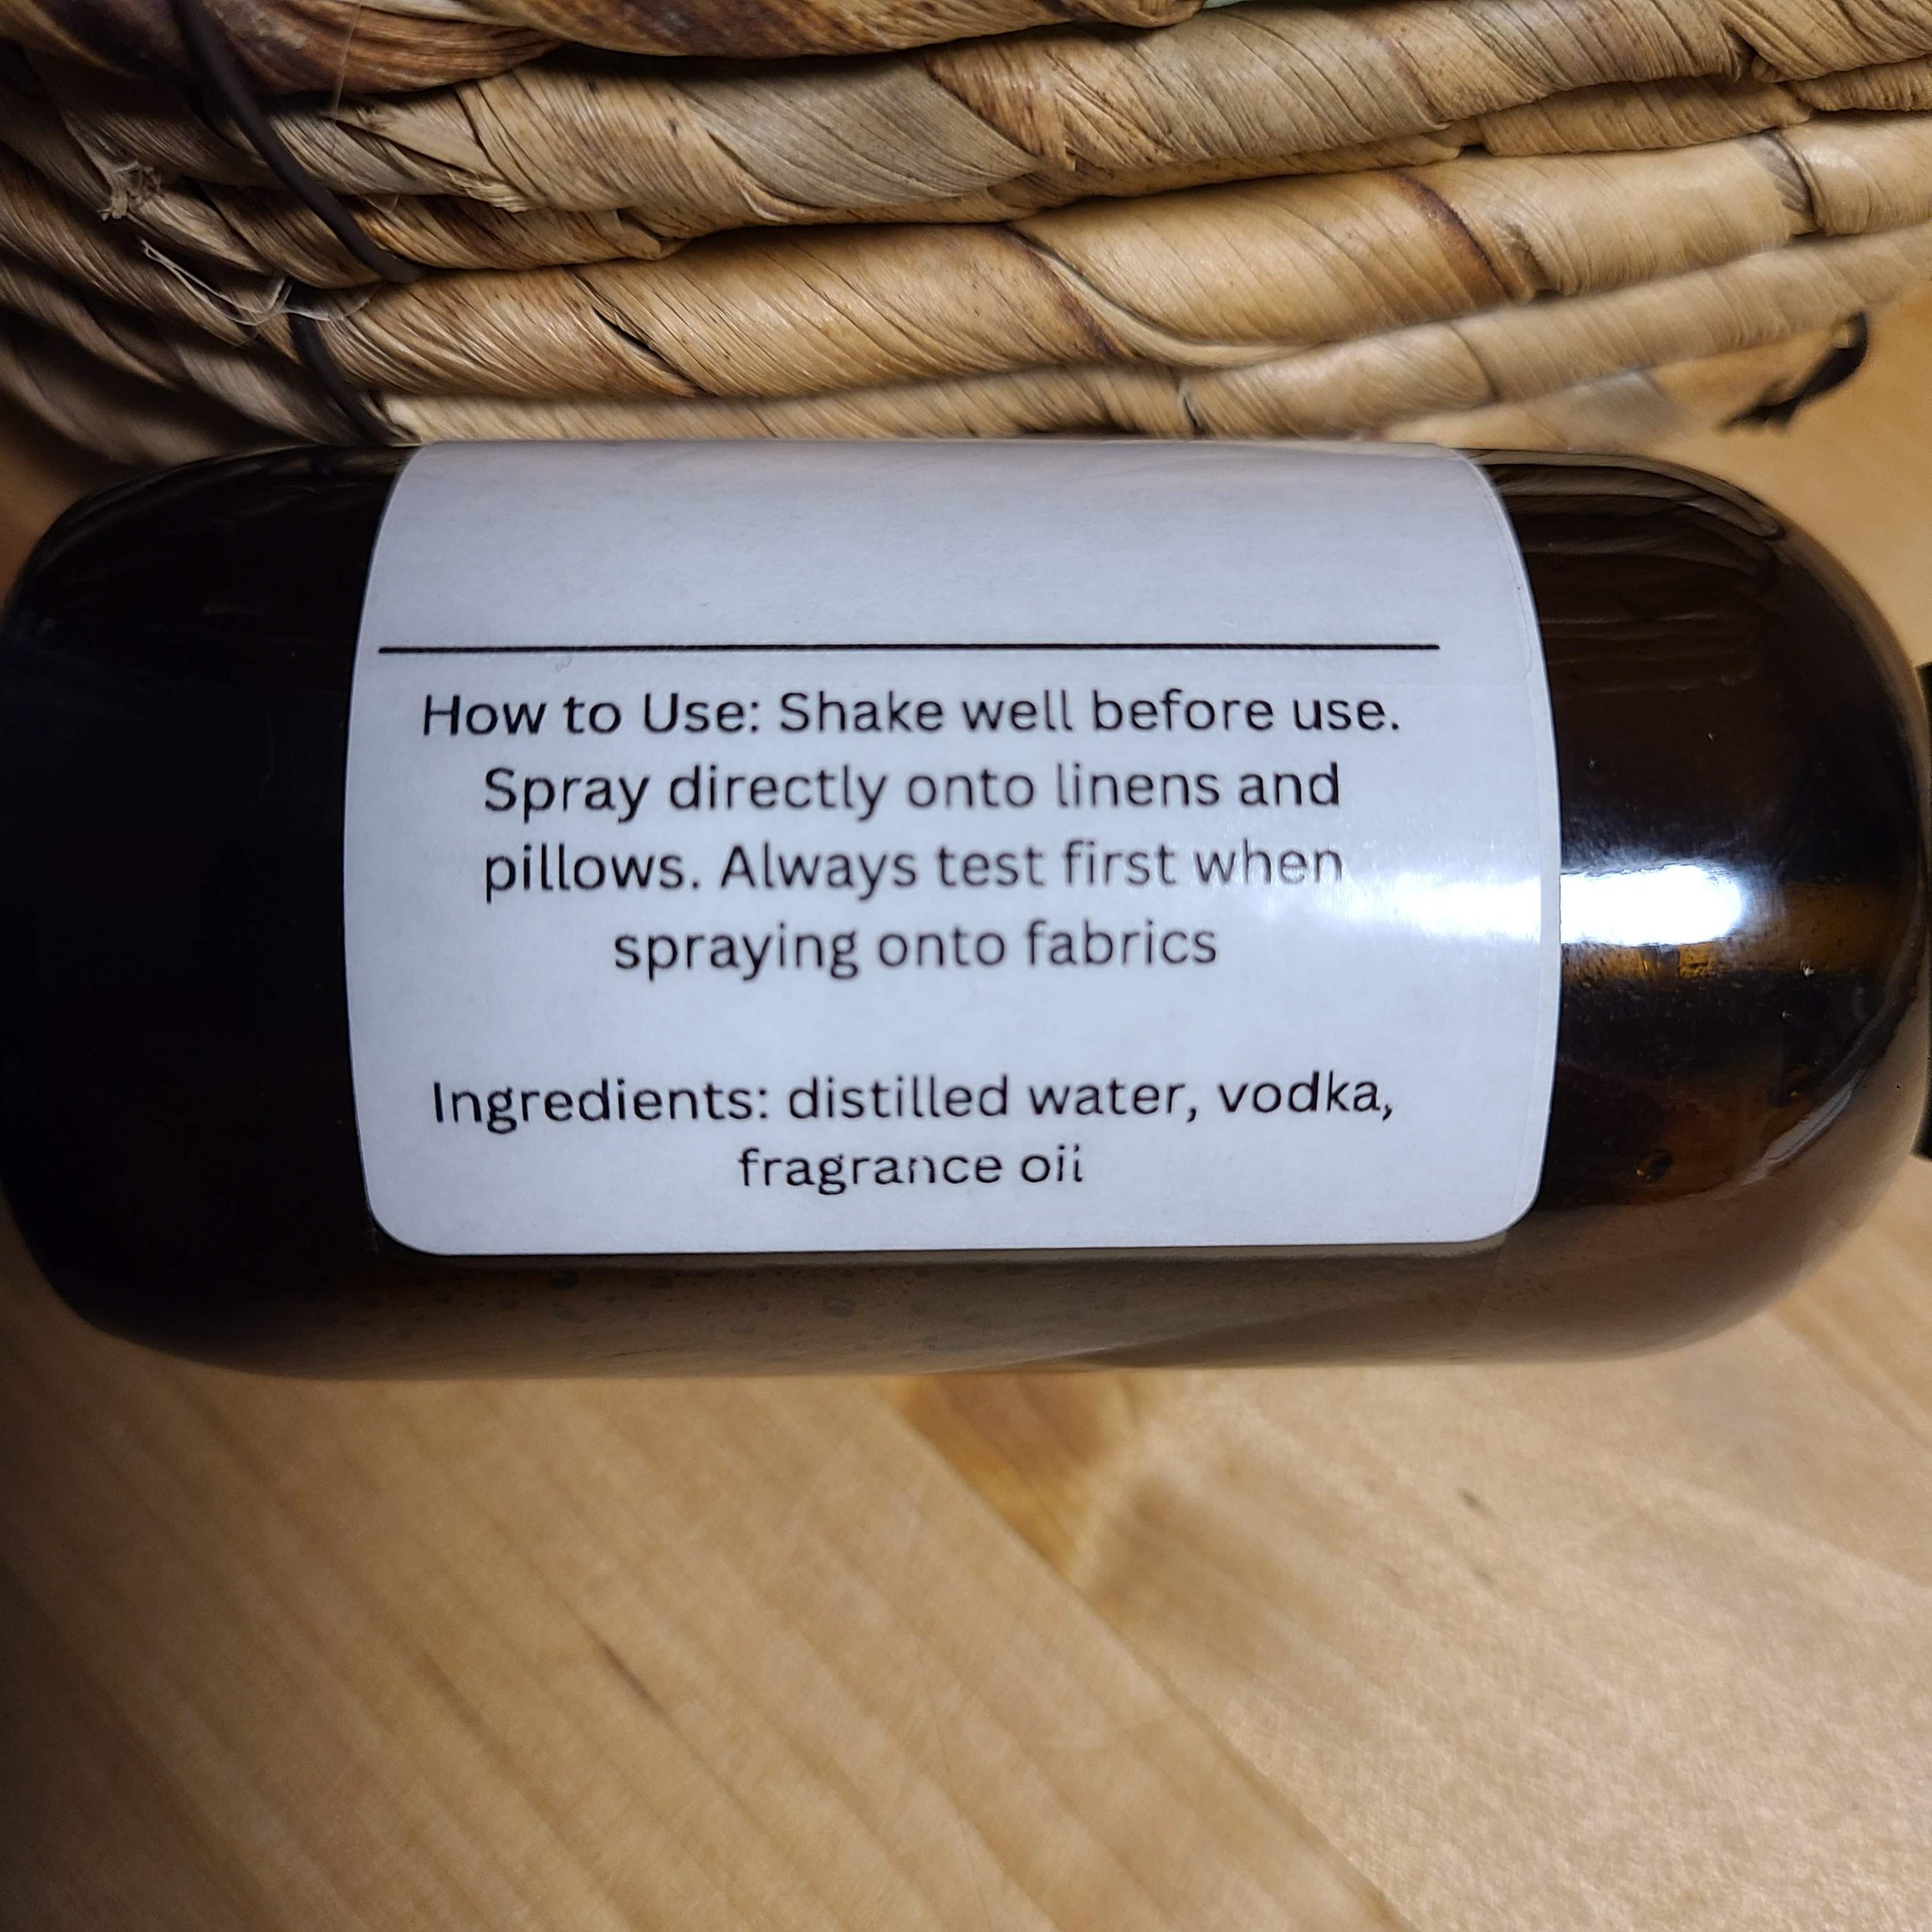 How to Use: Shake well before use.
Spray directly onto linens and
pillows. Always test first when
spraying onto fabrics
Ingredients: distilled water, vodka,
fragrance oil